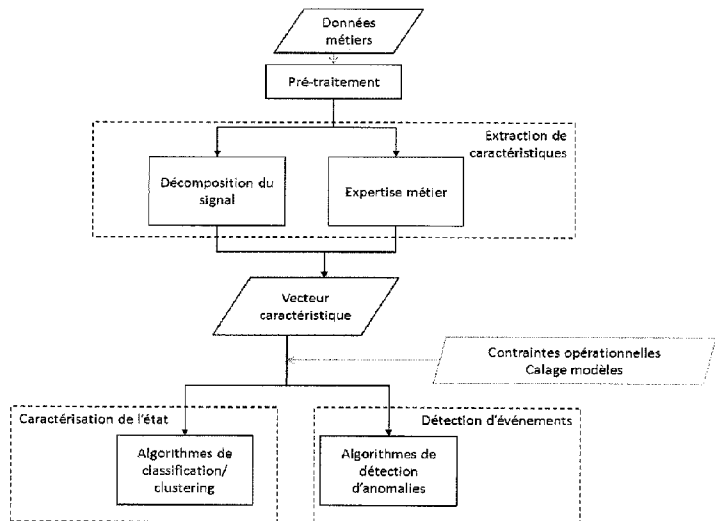 Données
métiers
Pré-traitement
Extraction de
caractéristiques
Décomposition du
signal
Expertise métier
Vecteur
caractéristique
Contraintes opérationnelles
Calage modèles
Caractérisation de l'état
Algorithmes de
classification/
clustering
Détection d'événements
Algorithmes de
détection
d'anomalies